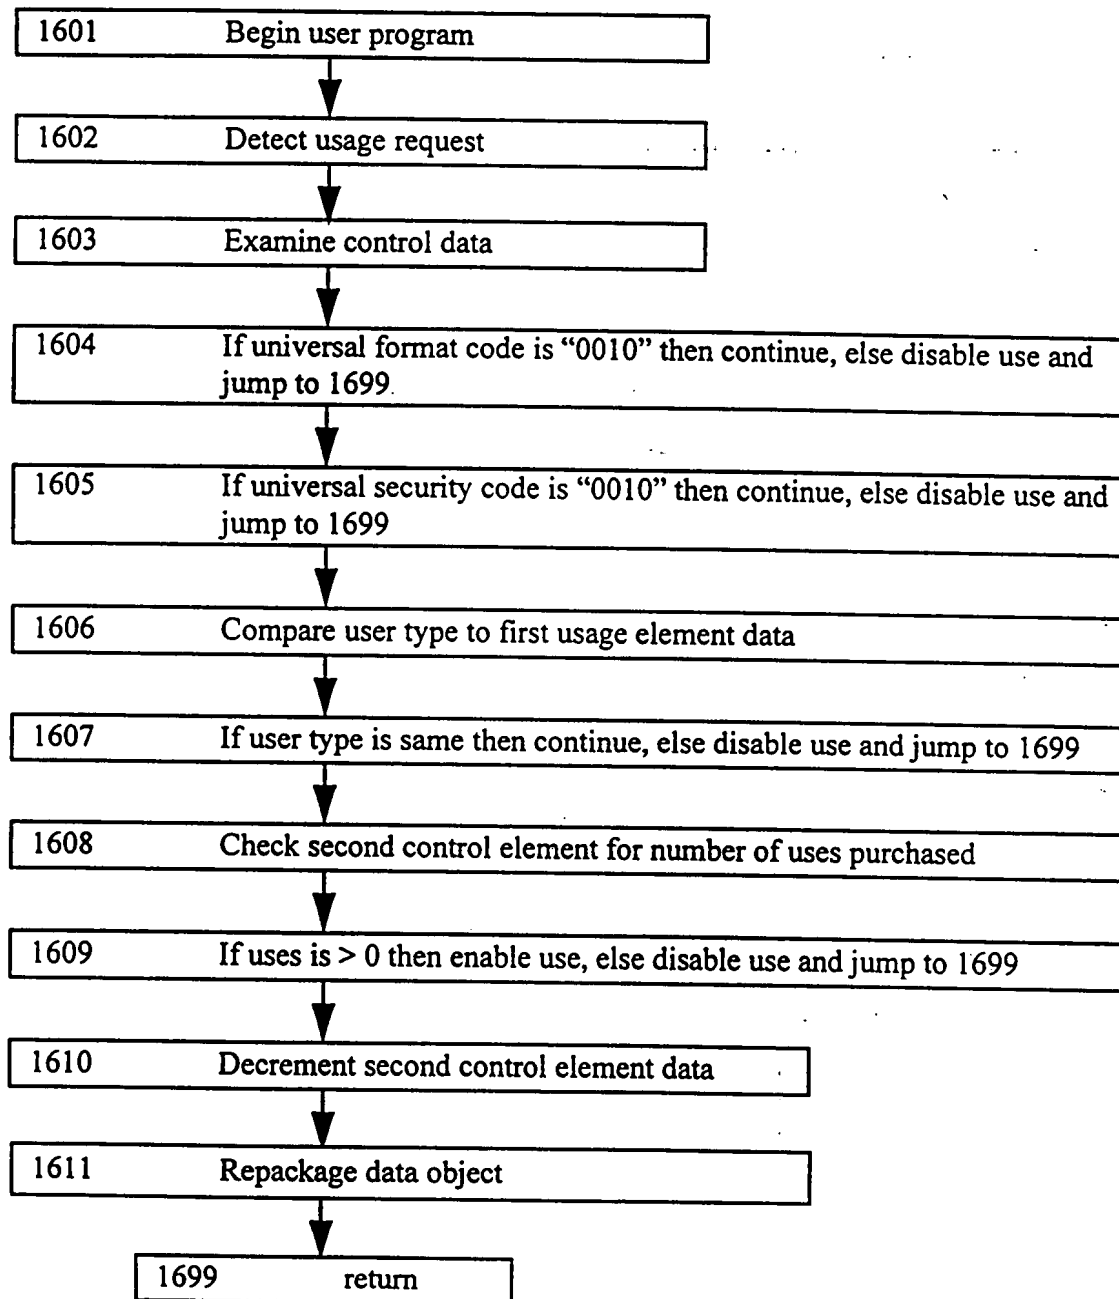 1601 Begin user program
1602 Detect usage request
1603 Examine control data
1604 If universal format code is “0010” then continue, else disable use and
jump to 1699.
1605 If universal security code is “0010” then continue, else disable use and
jump to 1699
1606 Compare user type to first usage element data
1607 If user type is same then continue, else disable use and jump to 1699
1608 Check second control element for number of uses purchased
1609 If uses is > 0 then enable use, else disable use and jump to 1699
1610 Decrement second control element data
1611 Repackage data object
1699 return